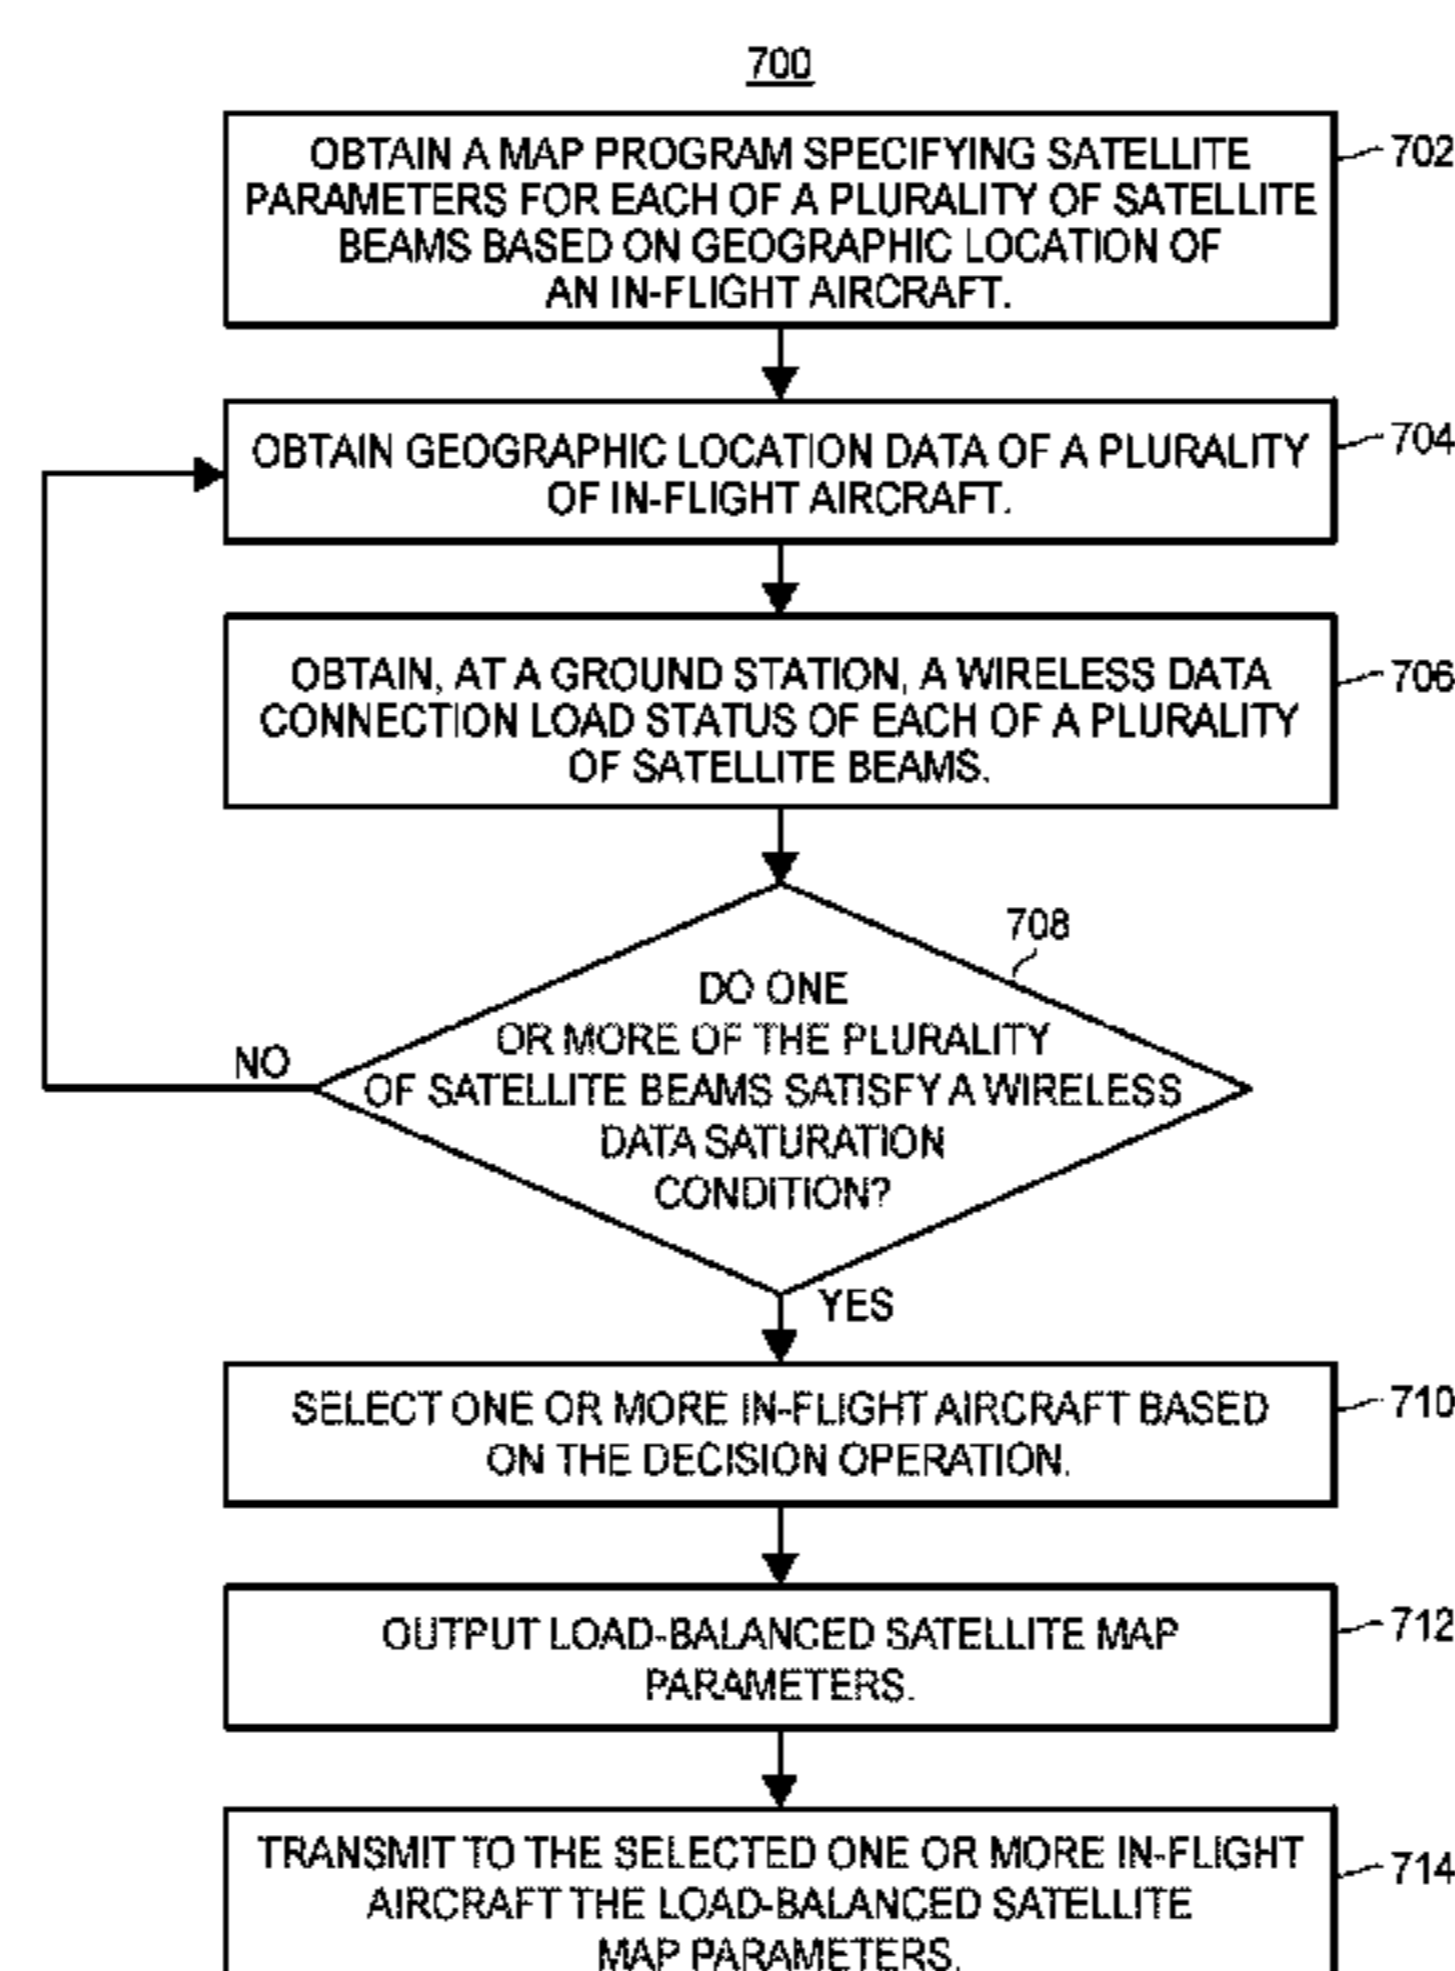 700
OBTAIN A MAP PROGRAM SPECIFYING SATELLITE
PARAMETERS FOR EACH OF A PLURALITY OF SATELLITE
BEAMS BASED ON GEOGRAPHIC LOCATION OF
AN IN-FLIGHT AIRCRAFT.
702
OBTAIN GEOGRAPHIC LOCATION DATA OF A PLURALITY
OF IN-FLIGHT AIRCRAFT.
704
OBTAIN, AT A GROUND STATION, A WIRELESS DATA
CONNECTION LOAD STATUS OF EACH OF A PLURALITY
OF SATELLITE BEAMS.
706
708
DO ONE
OR MORE OF THE PLURALITY
OF SATELLITE BEAMS SATISFY A WIRELESS
DATA SATURATION
CONDITION?
NO
YES
SELECT ONE OR MORE IN-FLIGHT AIRCRAFT BASED
ON THE DECISION OPERATION.
710
OUTPUT LOAD-BALANCED SATELLITE MAP
PARAMETERS.
712
TRANSMIT TO THE SELECTED ONE OR MORE IN-FLIGHT
AIRCRAFT THE LOAD-BALANCED SATELLITE
MAP PARAMETERS.
714